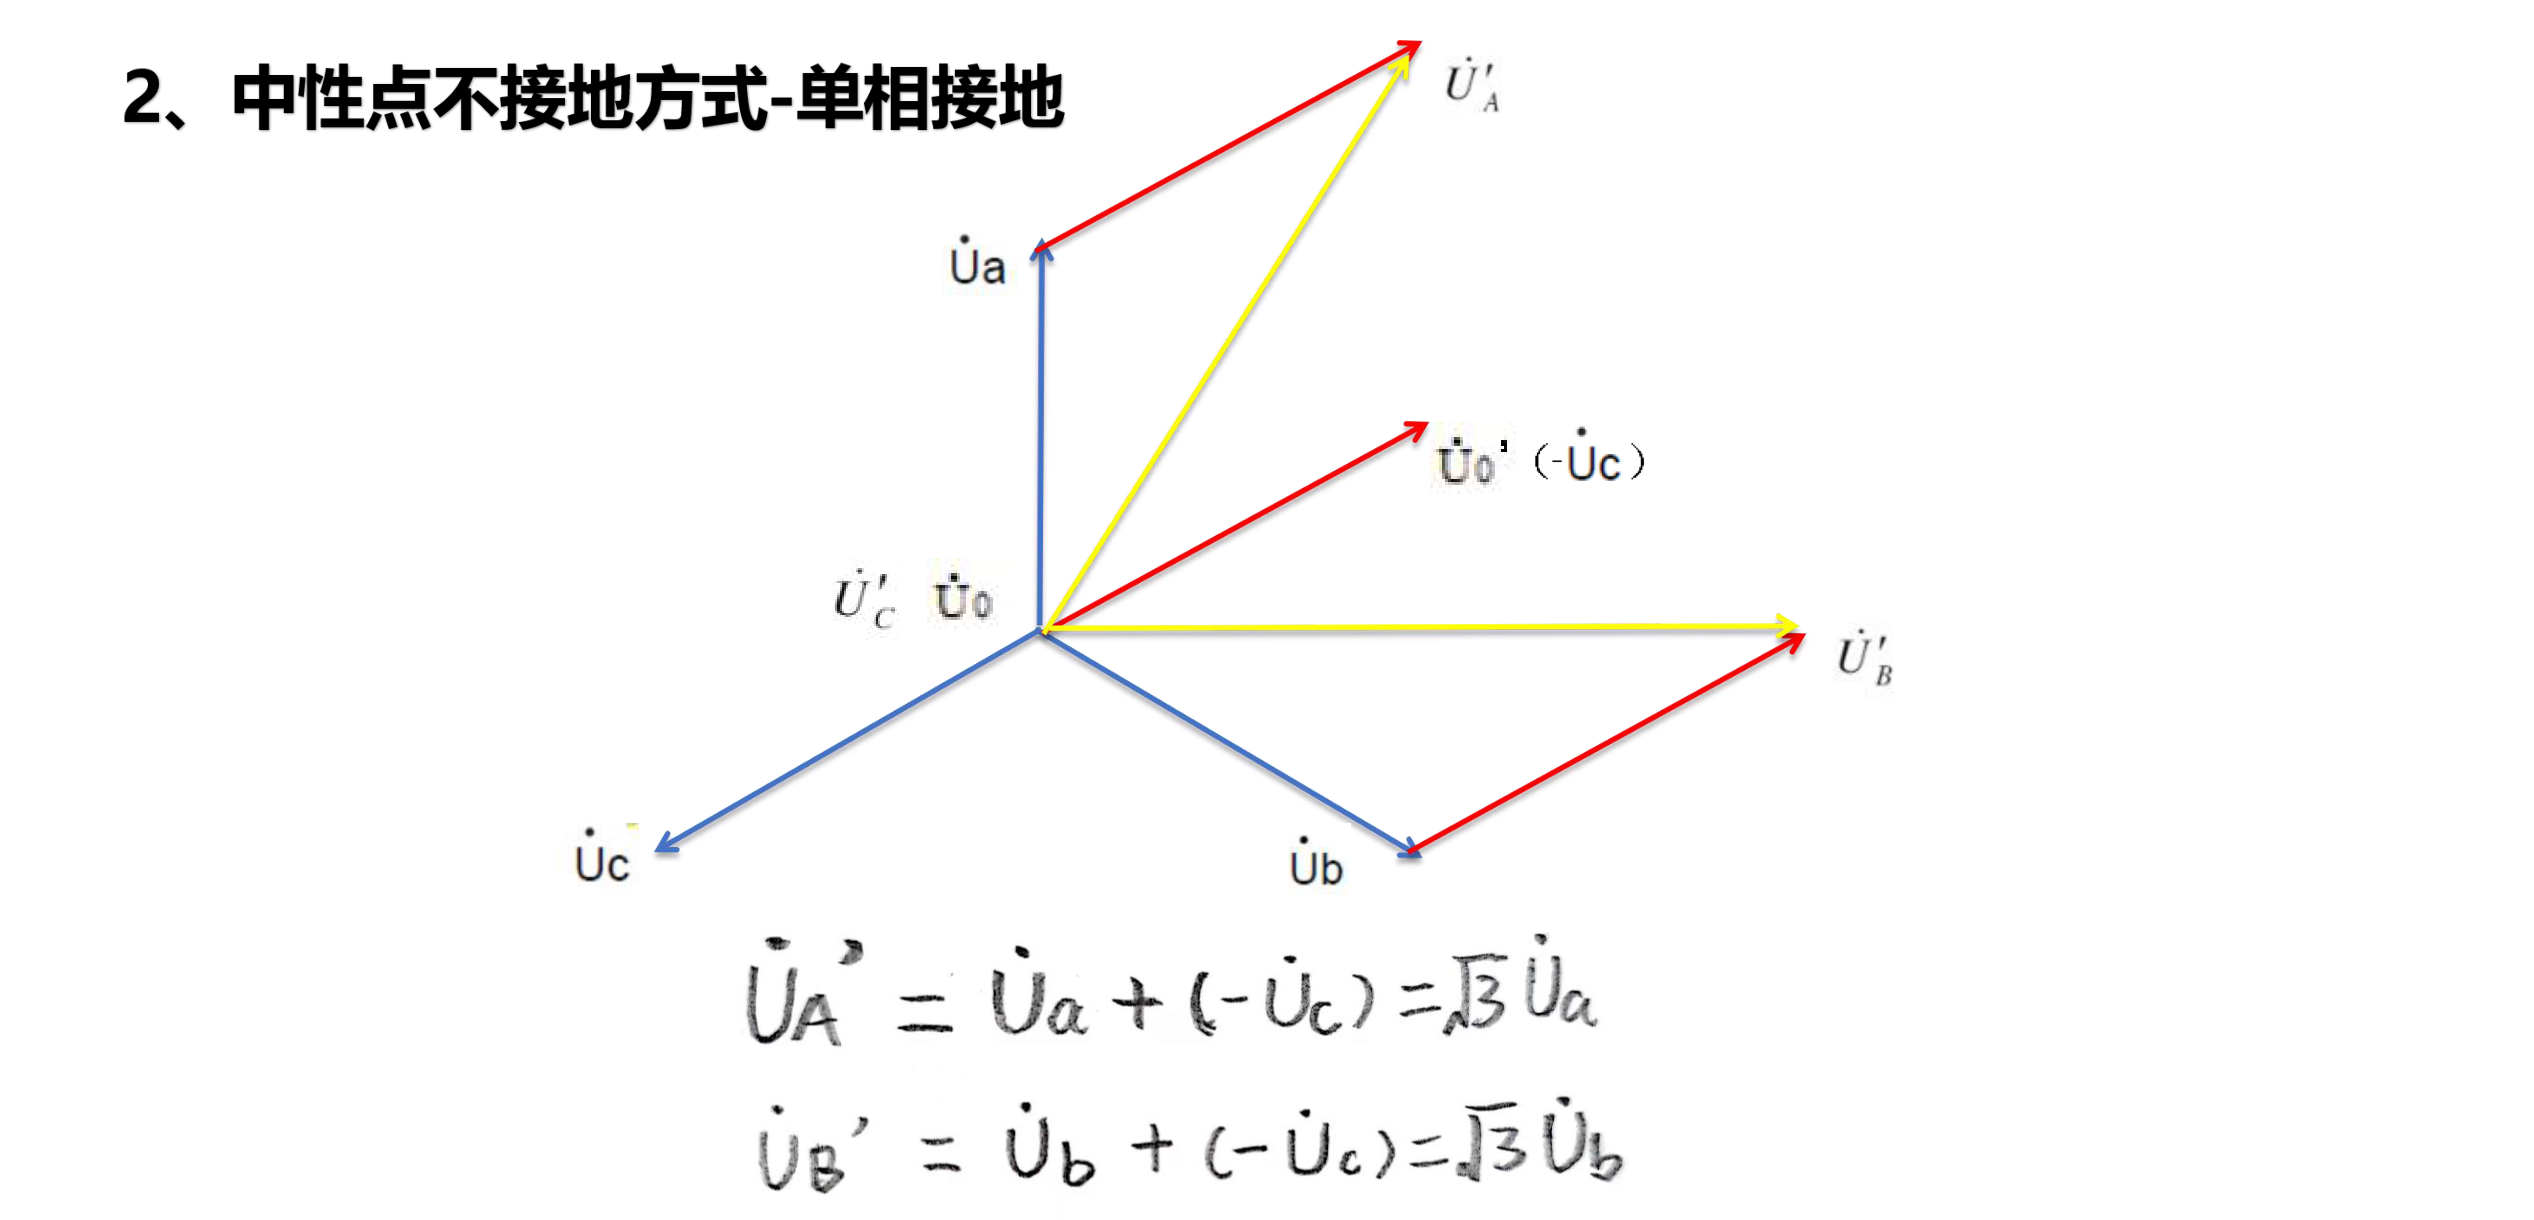 2、中性点不接地方式-单相接地
U̇'A
U̇a
U̇0'（-U̇c）
U̇'C U̇0
U̇'B
U̇c
U̇b
U̇A' = U̇a + (-U̇c) = √3 U̇a
U̇B' = U̇b + (-U̇c) = √3 U̇b